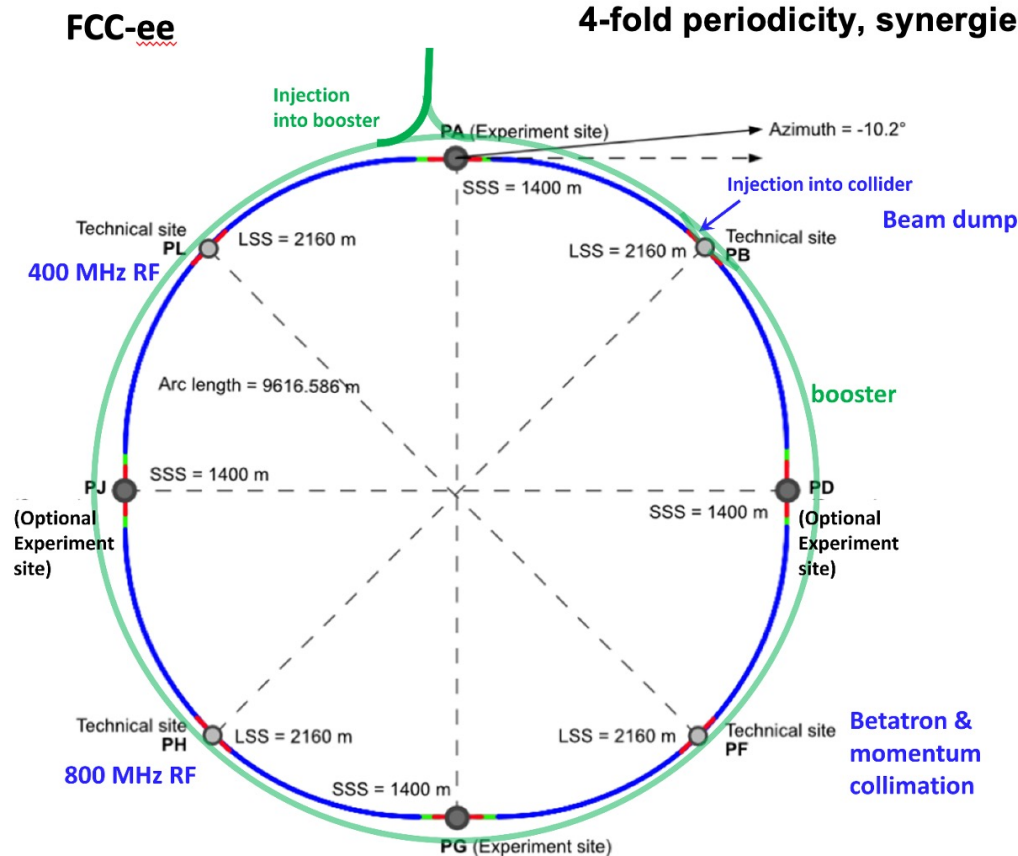 FCC-ee
4-fold periodicity, synergie
Injection
into booster
PA (Experiment site)
Azimuth = -10.2°
SSS = 1400 m
Injection into collider
Beam dump
Technical site
PL
LSS = 2160 m
400 MHz RF
LSS = 2160 m
Technical site
PB
Arc length = 9616.586 m
booster
PJ
SSS = 1400 m
(Optional
Experiment
site)
SSS = 1400 m
PD
(Optional
Experiment
site)
Technical site
PH
LSS = 2160 m
800 MHz RF
LSS = 2160 m
Technical site
PF
Betatron &
momentum
collimation
SSS = 1400 m
PG (Experiment site)